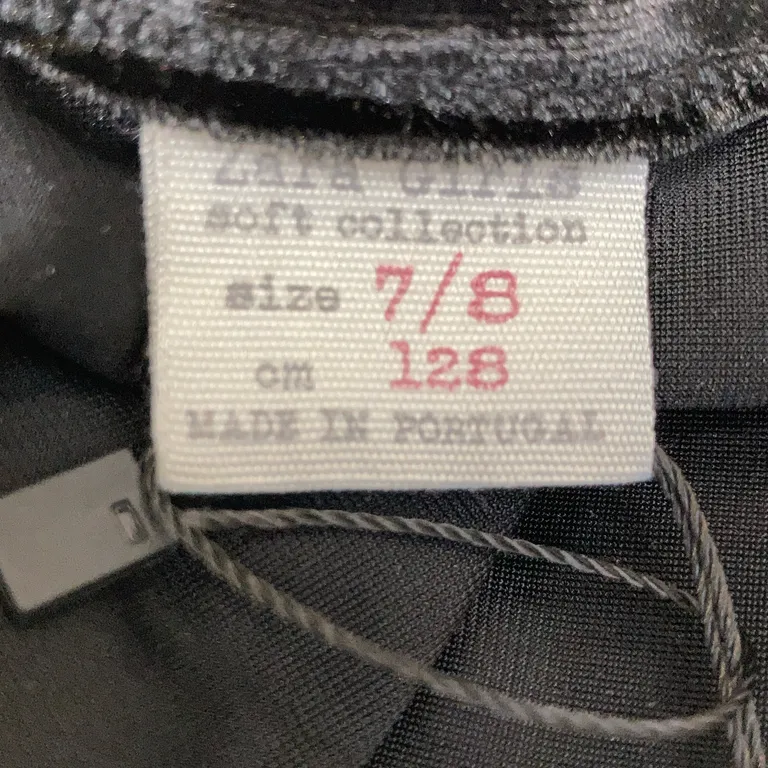 Zara Girls
soft collection
size 7/8
cm 128
MADE IN PORTUGAL